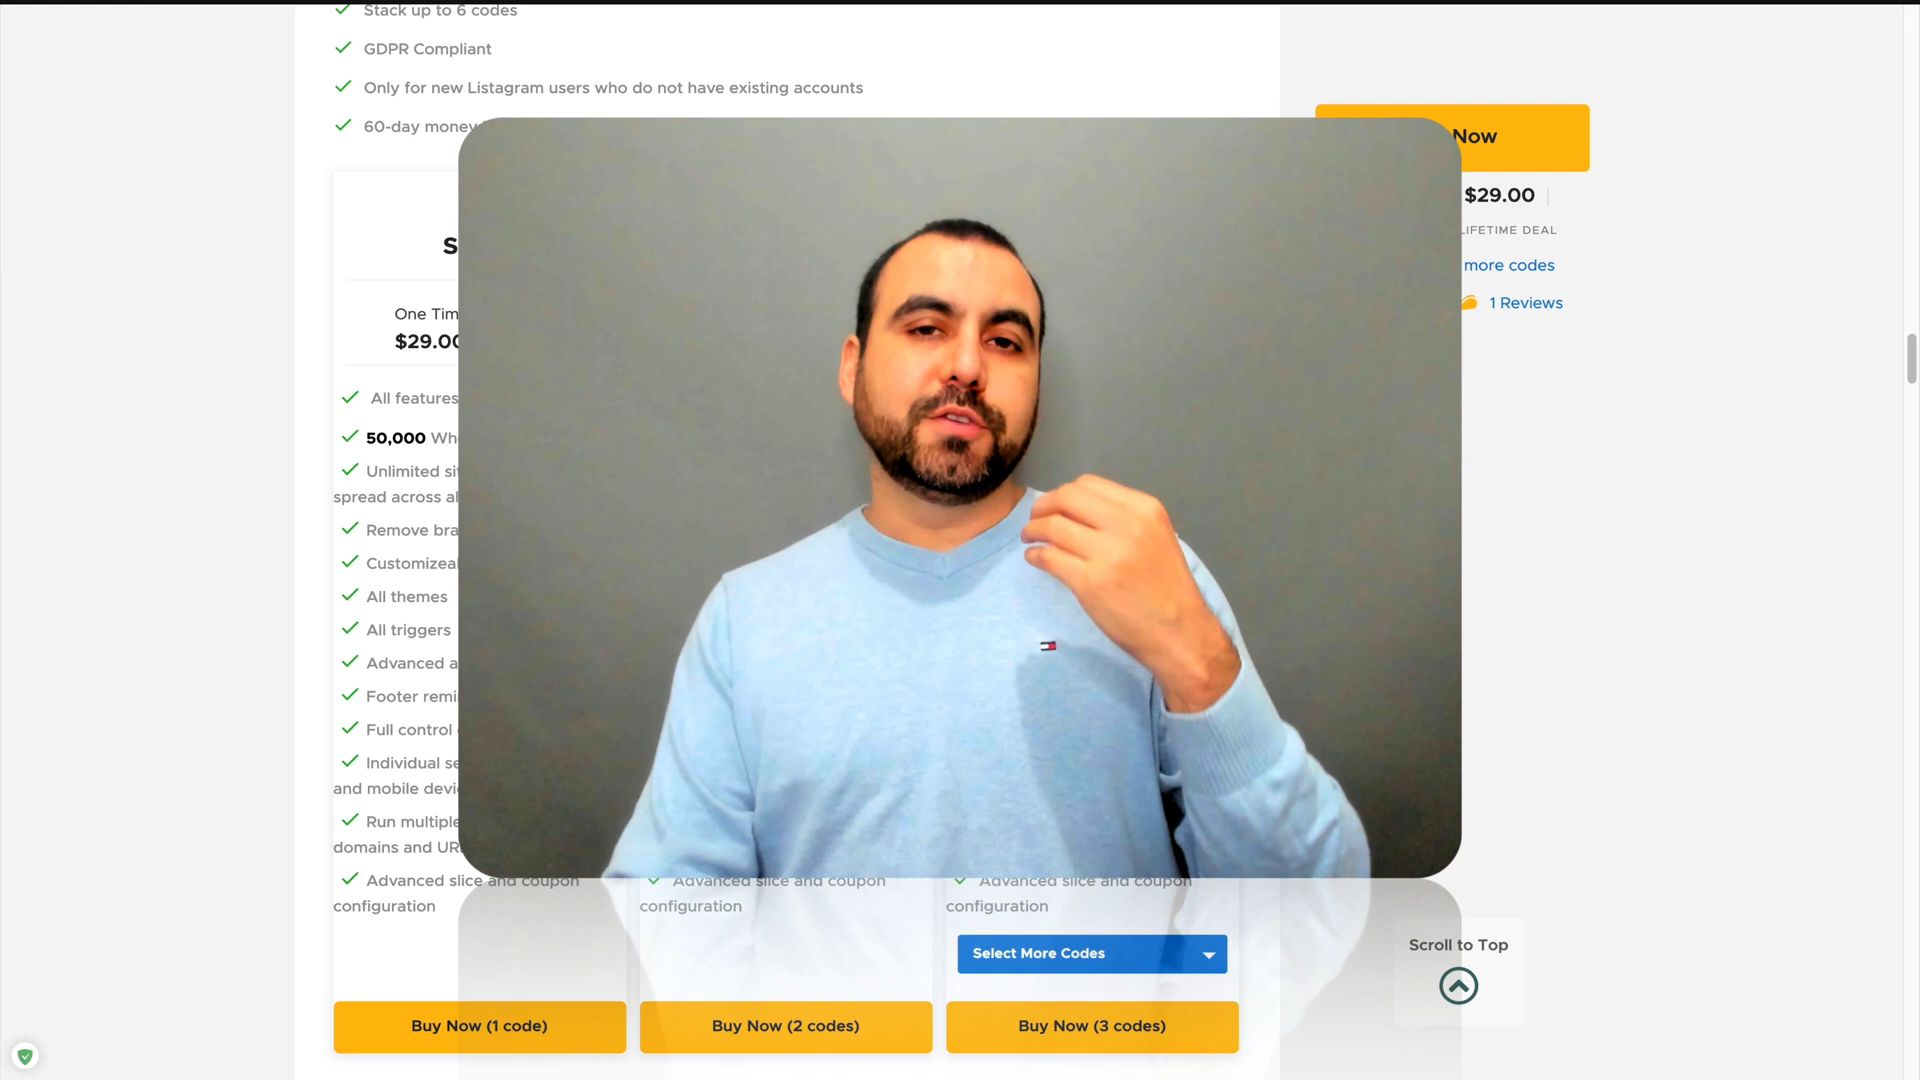 Stack up to 6 codes
GDPR Compliant
Only for new Listagram users who do not have existing accounts
60-day money
Now
$29.00
LIFETIME DEAL
more codes
1 Reviews
S
One Tim
$29.00
All features
50,000 Wh
Unlimited si
spread across al
Remove bra
Customizeal
All themes
All triggers
Advanced a
Footer remi
Full control
Individual se
and mobile devi
Run multiple
domains and UR
Advanced slice and coupon
configuration
Advanced slice and coupon
configuration
Advanced slice and coupon
configuration
Select More Codes
Scroll to Top
Buy Now (1 code)
Buy Now (2 codes)
Buy Now (3 codes)